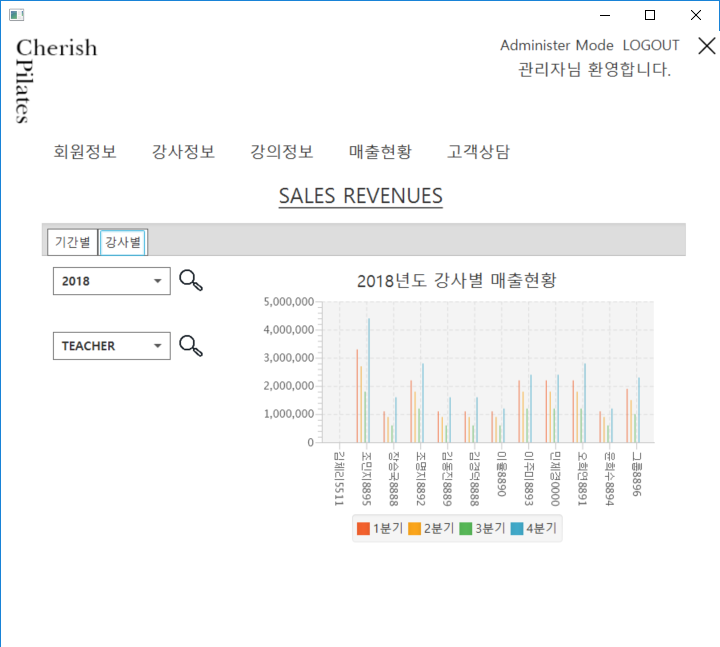 Cherish
Pilates
Administer Mode LOGOUT
관리자님 환영합니다.
회원정보 강사정보 강의정보 매출현황 고객상담
SALES REVENUES
기간별 강사별
2018
TEACHER
2018년도 강사별 매출현황
5,000,000
4,000,000
3,000,000
2,000,000
1,000,000
0
김체리5511
조민지8895
장승국8888
조명지8892
김동진8889
김경덕8888
이율8890
이주미8893
민제경0000
오희연8891
윤희수8894
그룹8896
1분기 2분기 3분기 4분기